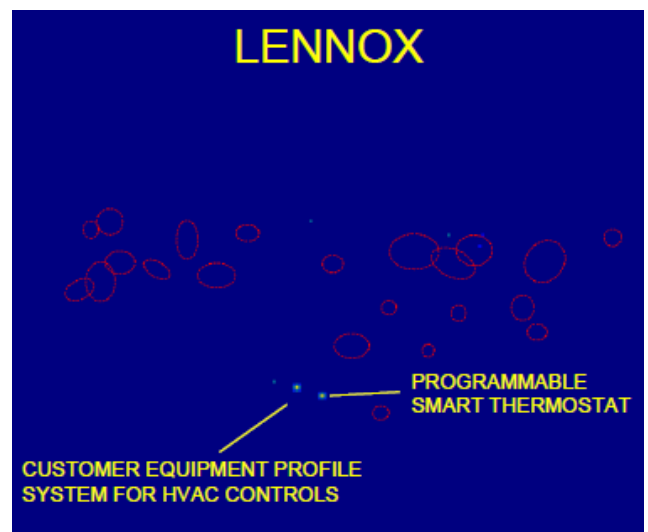 LENNOX
PROGRAMMABLE
SMART THERMOSTAT
CUSTOMER EQUIPMENT PROFILE
SYSTEM FOR HVAC CONTROLS